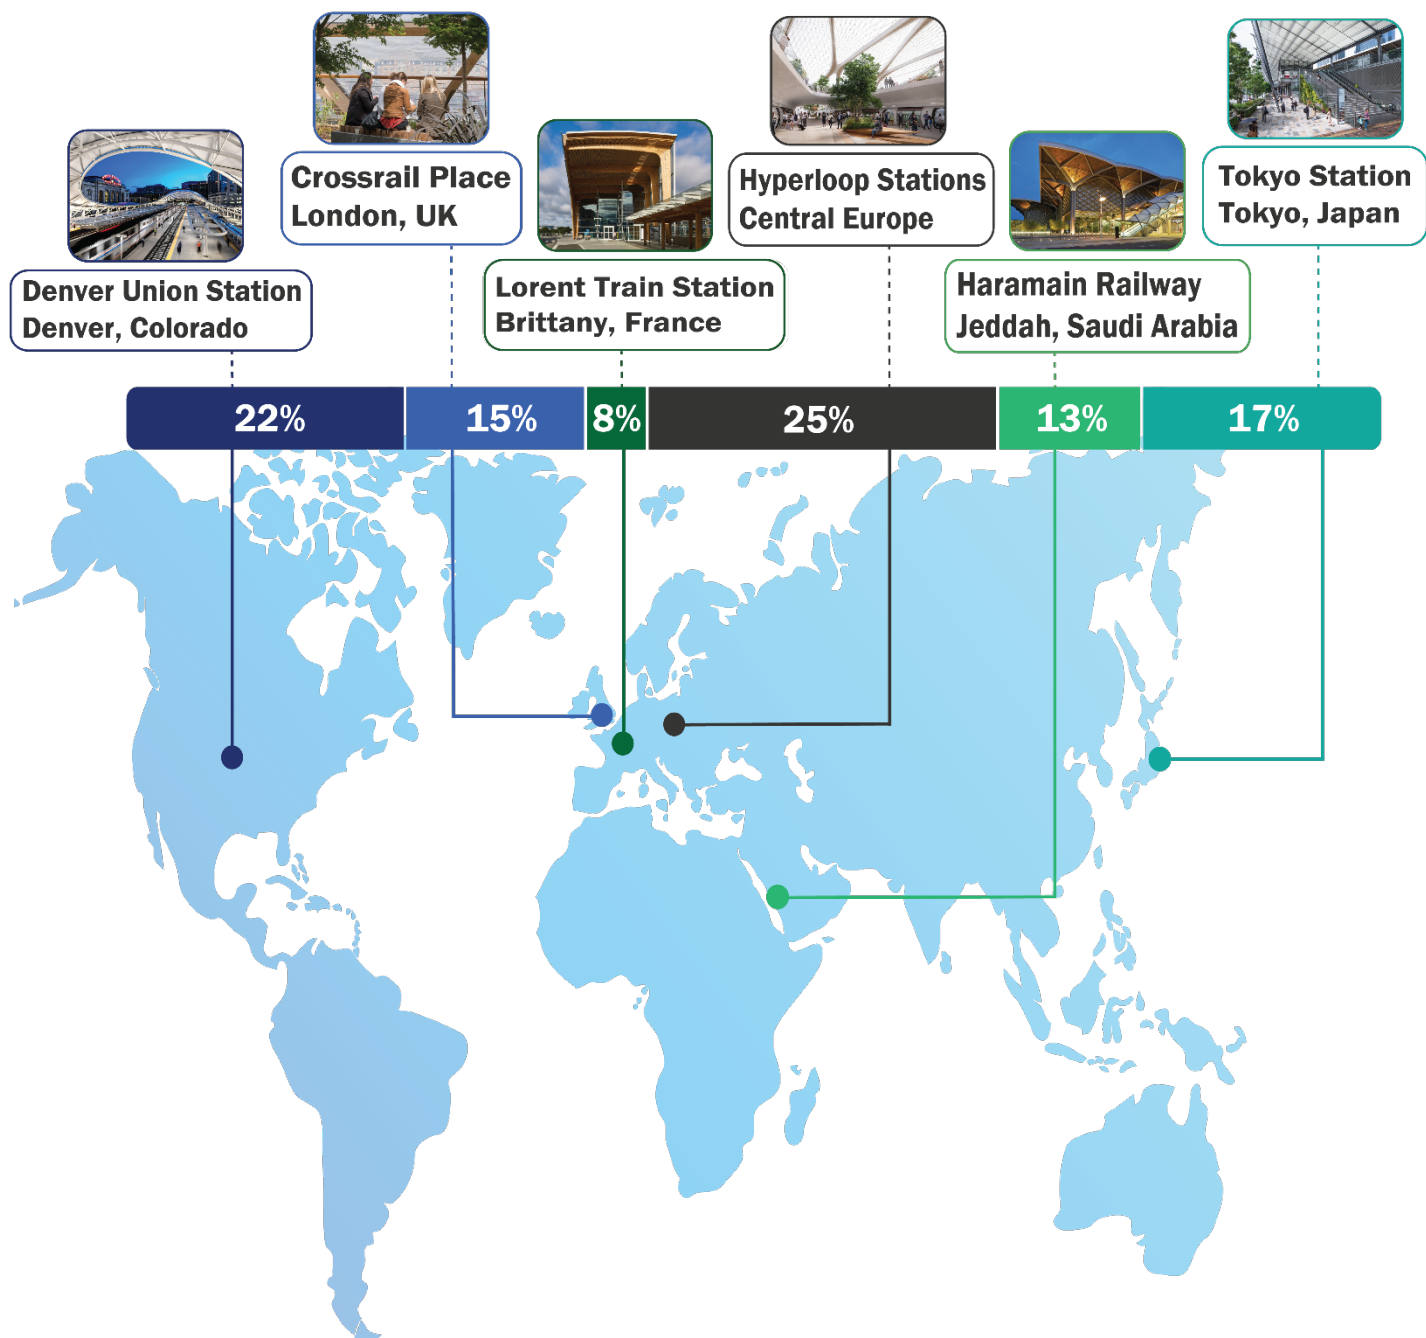 Crossrail Place
London, UK
Hyperloop Stations
Central Europe
Tokyo Station
Tokyo, Japan
Denver Union Station
Denver, Colorado
Lorent Train Station
Brittany, France
Haramain Railway
Jeddah, Saudi Arabia
22%
15%
8%
25%
13%
17%